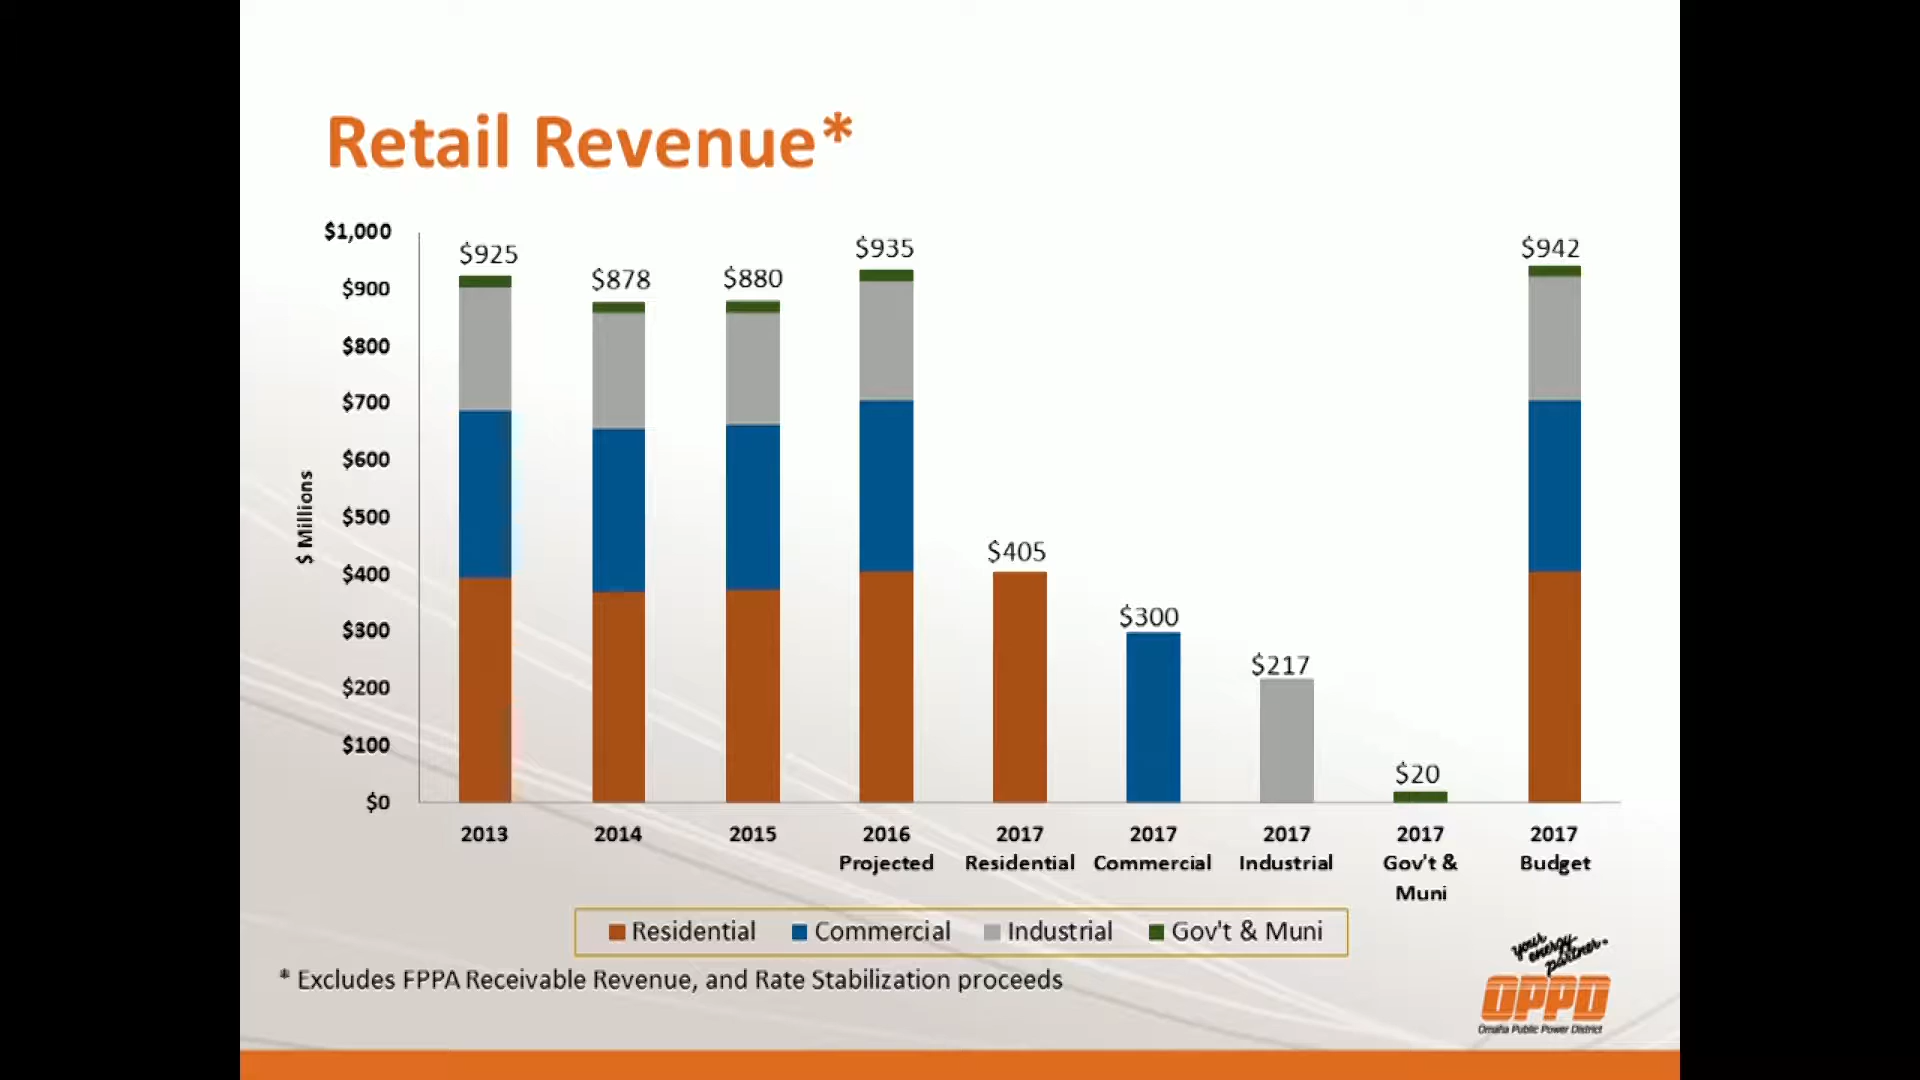 Retail Revenue*
$1,000
$900
$800
$700
$600
$500
$400
$300
$200
$100
$0
$ Millions
$925
$878
$880
$935
$405
$300
$217
$20
$942
2013
2014
2015
2016
Projected
2017
Residential
2017
Commercial
2017
Industrial
2017
Gov't &
Muni
2017
Budget
Residential Commercial Industrial Gov't & Muni
* Excludes FPPA Receivable Revenue, and Rate Stabilization proceeds
your
energy
partner.
OPPD
Omaha Public Power District